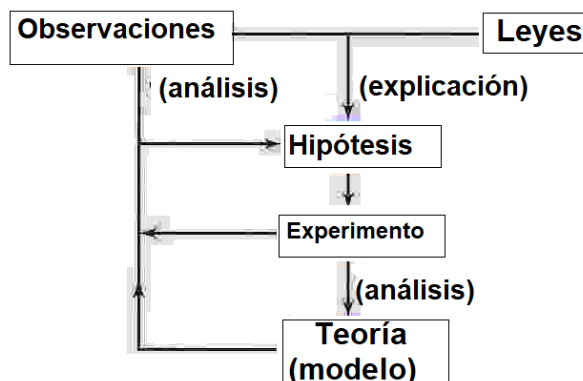 Observaciones
Leyes
(análisis)
(explicación)
Hipótesis
Experimento
(análisis)
Teoría
(modelo)